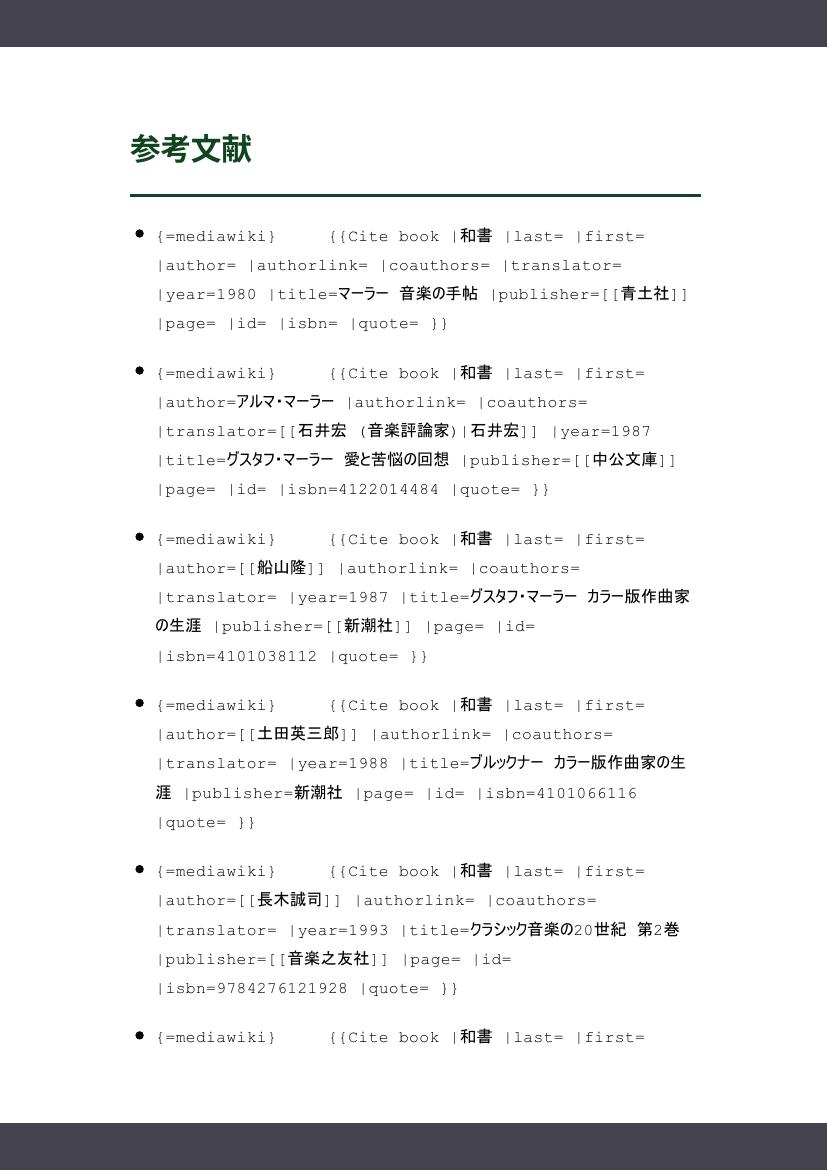 参考文献
• {=mediawiki}     {{Cite book |和書 |last= |first=
|author= |authorlink= |coauthors= |translator=
|year=1980 |title=マーラー 音楽の手帖 |publisher=[[青土社]]
|page= |id= |isbn= |quote= }}
• {=mediawiki}     {{Cite book |和書 |last= |first=
|author=アルマ・マーラー |authorlink= |coauthors=
|translator=[[石井宏 (音楽評論家)|石井宏]] |year=1987
|title=グスタフ・マーラー 愛と苦悩の回想 |publisher=[[中公文庫]]
|page= |id= |isbn=4122014484 |quote= }}
• {=mediawiki}     {{Cite book |和書 |last= |first=
|author=[[船山隆]] |authorlink= |coauthors=
|translator= |year=1987 |title=グスタフ・マーラー カラー版作曲家
の生涯 |publisher=[[新潮社]] |page= |id=
|isbn=4101038112 |quote= }}
• {=mediawiki}     {{Cite book |和書 |last= |first=
|author=[[土田英三郎]] |authorlink= |coauthors=
|translator= |year=1988 |title=ブルックナー カラー版作曲家の生
涯 |publisher=新潮社 |page= |id= |isbn=4101066116
|quote= }}
• {=mediawiki}     {{Cite book |和書 |last= |first=
|author=[[長木誠司]] |authorlink= |coauthors=
|translator= |year=1993 |title=クラシック音楽の20世紀 第2巻
|publisher=[[音楽之友社]] |page= |id=
|isbn=9784276121928 |quote= }}
• {=mediawiki}     {{Cite book |和書 |last= |first=